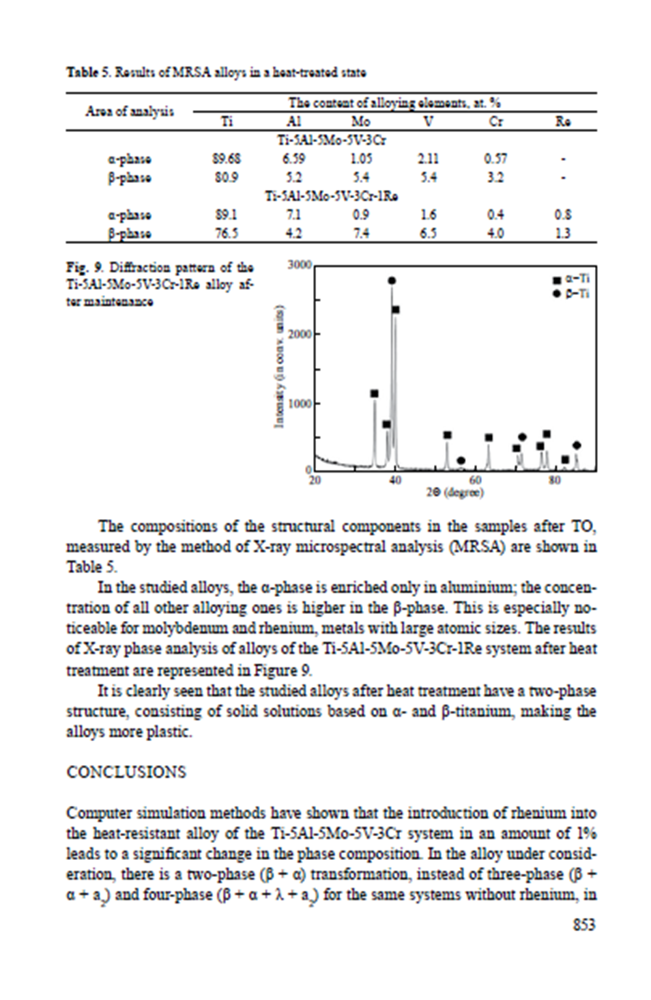 Table 5. Results of MRSA alloys in a heat-treated state
Area of analysis
The content of alloying elements, at. %
Ti Al Mo V Cr Re
Ti-5Al-5Mo-5V-3Cr
α-phase 89.68 6.59 1.05 2.11 0.57 -
β-phase 80.9 5.2 5.4 5.4 3.2 -
Ti-5Al-5Mo-5V-3Cr-1Re
α-phase 89.1 7.1 0.9 1.6 0.4 0.8
β-phase 76.5 4.2 7.4 6.5 4.0 1.3
Fig. 9. Diffraction pattern of the
Ti-5Al-5Mo-5V-3Cr-1Re alloy af-
ter maintenance
3000
2000
1000
0
Intensity (in conv. units)
α–Ti
β–Ti
20 40 60 80
2Θ (degree)
The compositions of the structural components in the samples after TO,
measured by the method of X-ray microspectral analysis (MRSA) are shown in
Table 5.
In the studied alloys, the α-phase is enriched only in aluminium; the concen-
tration of all other alloying ones is higher in the β-phase. This is especially no-
ticeable for molybdenum and rhenium, metals with large atomic sizes. The results
of X-ray phase analysis of alloys of the Ti-5Al-5Mo-5V-3Cr-1Re system after heat
treatment are represented in Figure 9.
It is clearly seen that the studied alloys after heat treatment have a two-phase
structure, consisting of solid solutions based on α- and β-titanium, making the
alloys more plastic.
CONCLUSIONS
Computer simulation methods have shown that the introduction of rhenium into
the heat-resistant alloy of the Ti-5Al-5Mo-5V-3Cr system in an amount of 1%
leads to a significant change in the phase composition. In the alloy under consid-
eration, there is a two-phase (β + α) transformation, instead of three-phase (β +
α + a₂) and four-phase (β + α + λ + a₂) for the same systems without rhenium, in
853